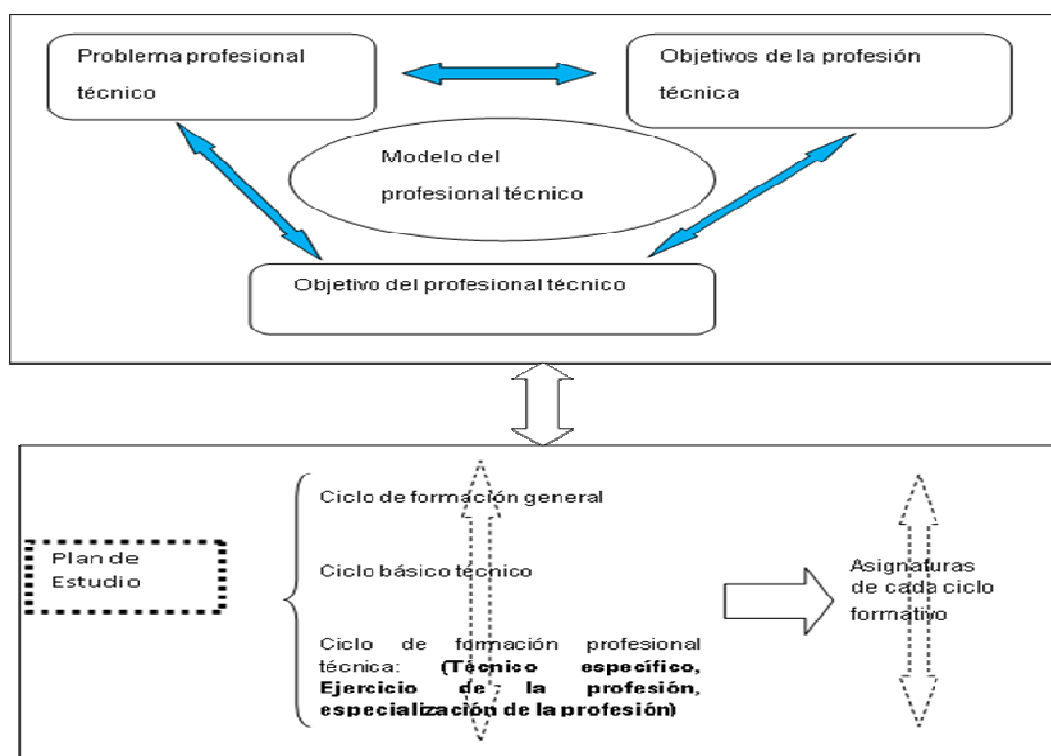 Problema profesional
técnico
Objetivos de la profesión
técnica
Modelo del
profesional técnico
Objetivo del profesional técnico
Plan de
Estudio
Ciclo de formación general
Ciclo básico técnico
Ciclo de formación profesional
técnica: (Técnico específico,
Ejercicio de la profesión,
especialización de la profesión)
Asignaturas
de cada ciclo
formativo